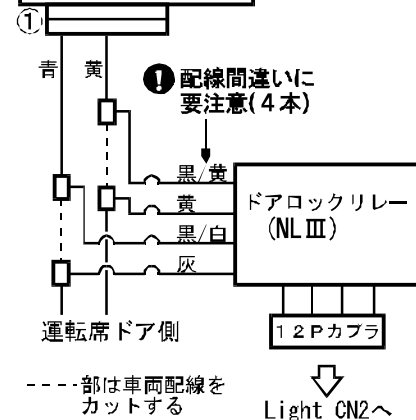 ①
青 黄
! 配線間違いに
要注意(4本)
黒/黄
黄
黒/白
灰
ドアロックリレー
(NLⅢ)
運転席ドア側
12Pカプラ
----部は車両配線を
カットする
Light CN2へ